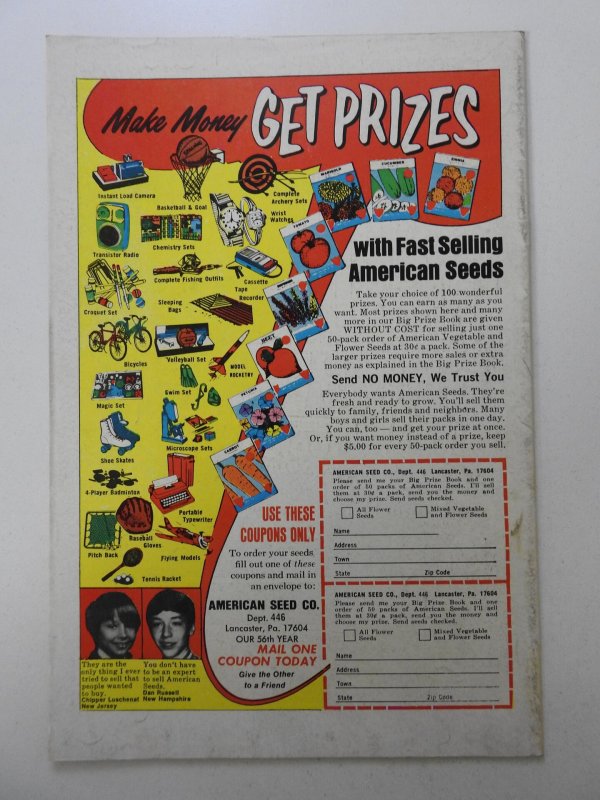 Make Money GET PRIZES
Instant Load Camera
Basketball & Goal
Complete
Archery Sets
Wrist
Watches
Transistor Radio
Chemistry Sets
Complete Fishing Outfits
Cassette
Tape
Recorder
Croquet Set
Sleeping
Bags
Bicycles
Volleyball Set
MODEL
ROCKETRY
Magic Set
Swim Set
Shoe Skates
Microscope Sets
4-Player Badminton
Portable
Typewriter
Pitch Back
Baseball
Gloves
Flying Models
Tennis Racket
MARIGOLD
CUCUMBER
ZINNIA
TOMATO
BEET
PETUNIA
CARROT
with Fast Selling
American Seeds
Take your choice of 100 wonderful
prizes. You can earn as many as you
want. Most prizes shown here and many
more in our Big Prize Book are given
WITHOUT COST for selling just one
50-pack order of American Vegetable and
Flower Seeds at 30¢ a pack. Some of the
larger prizes require more sales or extra
money as explained in the Big Prize Book.
Send NO MONEY, We Trust You
Everybody wants American Seeds. They're
fresh and ready to grow. You'll sell them
quickly to family, friends and neighbors. Many
boys and girls sell their packs in one day.
You can, too — and get your prize at once.
Or, if you want money instead of a prize, keep
$5.00 for every 50-pack order you sell.
USE THESE
COUPONS ONLY
To order your seeds
fill out one of these
coupons and mail in
an envelope to:
AMERICAN SEED CO.
Dept. 446
Lancaster, Pa. 17604
OUR 56th YEAR
MAIL ONE
COUPON TODAY
Give the Other
to a Friend
AMERICAN SEED CO., Dept. 446 Lancaster, Pa. 17604
Please send me your Big Prize Book and one
order of 50 packs of American Seeds. I'll sell
them at 30¢ a pack, send you the money and
choose my prize. Send seeds checked.
All Flower
Seeds
Mixed Vegetable
and Flower Seeds
Name
Address
Town
State Zip Code
AMERICAN SEED CO., Dept. 446 Lancaster, Pa. 17604
Please send me your Big Prize Book and one
order of 50 packs of American Seeds. I'll sell
them at 30¢ a pack, send you the money and
choose my prize. Send seeds checked.
All Flower
Seeds
Mixed Vegetable
and Flower Seeds
Name
Address
Town
State Zip Code
They are the
only thing I ever
tried to sell that
people wanted
to buy.
Chipper Luschenat
New Jersey
You don't have
to be an expert
to sell American
Seeds.
Dan Russell
New Hampshire